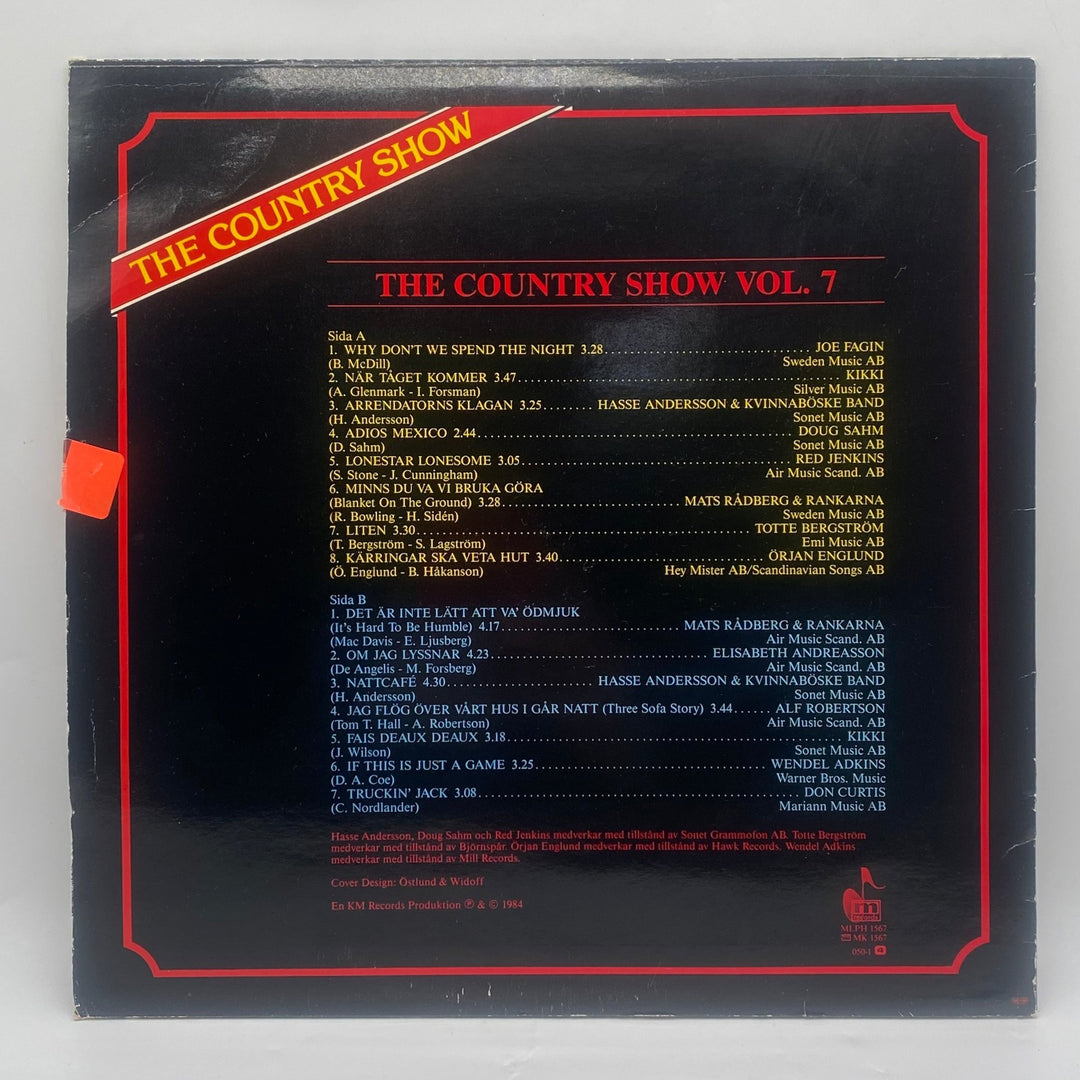 THE COUNTRY SHOW
THE COUNTRY SHOW VOL. 7
Sida A
1. WHY DON'T WE SPEND THE NIGHT 3.28.......... JOE FAGIN
(B. McDill) Sweden Music AB
2. NÄR TÅGET KOMMER 3.47.......... KIKKI
(A. Glenmark - I. Forsman) Silver Music AB
3. ARRENDATORNS KLAGAN 3.25........ HASSE ANDERSSON & KVINNABÖSKE BAND
(H. Andersson) Sonet Music AB
4. ADIOS MEXICO 2.44.......... DOUG SAHM
(D. Sahm) Sonet Music AB
5. LONESTAR LONESOME 3.05.......... RED JENKINS
(S. Stone - J. Cunningham) Air Music Scand. AB
6. MINNS DU VA VI BRUKA GÖRA
(Blanket On The Ground) 3.28.......... MATS RÅDBERG & RANKARNA
(R. Bowling - H. Sidén) Sweden Music AB
7. LITEN 3.30.......... TOTTE BERGSTRÖM
(T. Bergström - S. Lagström) Emi Music AB
8. KÄRRINGAR SKA VETA HUT 3.40.......... ÖRJAN ENGLUND
(Ö. Englund - B. Håkanson) Hey Mister AB/Scandinavian Songs AB
Sida B
1. DET ÄR INTE LÄTT ATT VA' ÖDMJUK
(It's Hard To Be Humble) 4.17.......... MATS RÅDBERG & RANKARNA
(Mac Davis - E. Ljusberg) Air Music Scand. AB
2. OM JAG LYSSNAR 4.23.......... ELISABETH ANDREASSON
(De Angelis - M. Forsberg) Air Music Scand. AB
3. NATTCAFÉ 4.30.......... HASSE ANDERSSON & KVINNABÖSKE BAND
(H. Andersson) Sonet Music AB
4. JAG FLÖG ÖVER VÅRT HUS I GÅR NATT (Three Sofa Story) 3.44...... ALF ROBERTSON
(Tom T. Hall - A. Robertson) Air Music Scand. AB
5. FAIS DEAUX DEAUX 3.18.......... KIKKI
(J. Wilson) Sonet Music AB
6. IF THIS IS JUST A GAME 3.25.......... WENDEL ADKINS
(D. A. Coe) Warner Bros. Music
7. TRUCKIN' JACK 3.08.......... DON CURTIS
(C. Nordlander) Mariann Music AB
Hasse Andersson, Doug Sahm och Red Jenkins medverkar med tillstånd av Sonet Grammofon AB. Totte Bergström
medverkar med tillstånd av Björnspår. Örjan Englund medverkar med tillstånd av Hawk Records. Wendel Adkins
medverkar med tillstånd av Mill Records.
Cover Design: Östlund & Widoff
En KM Records Produktion ℗ & © 1984
m
records
MLPH 1567
MK 1567
050-1 4